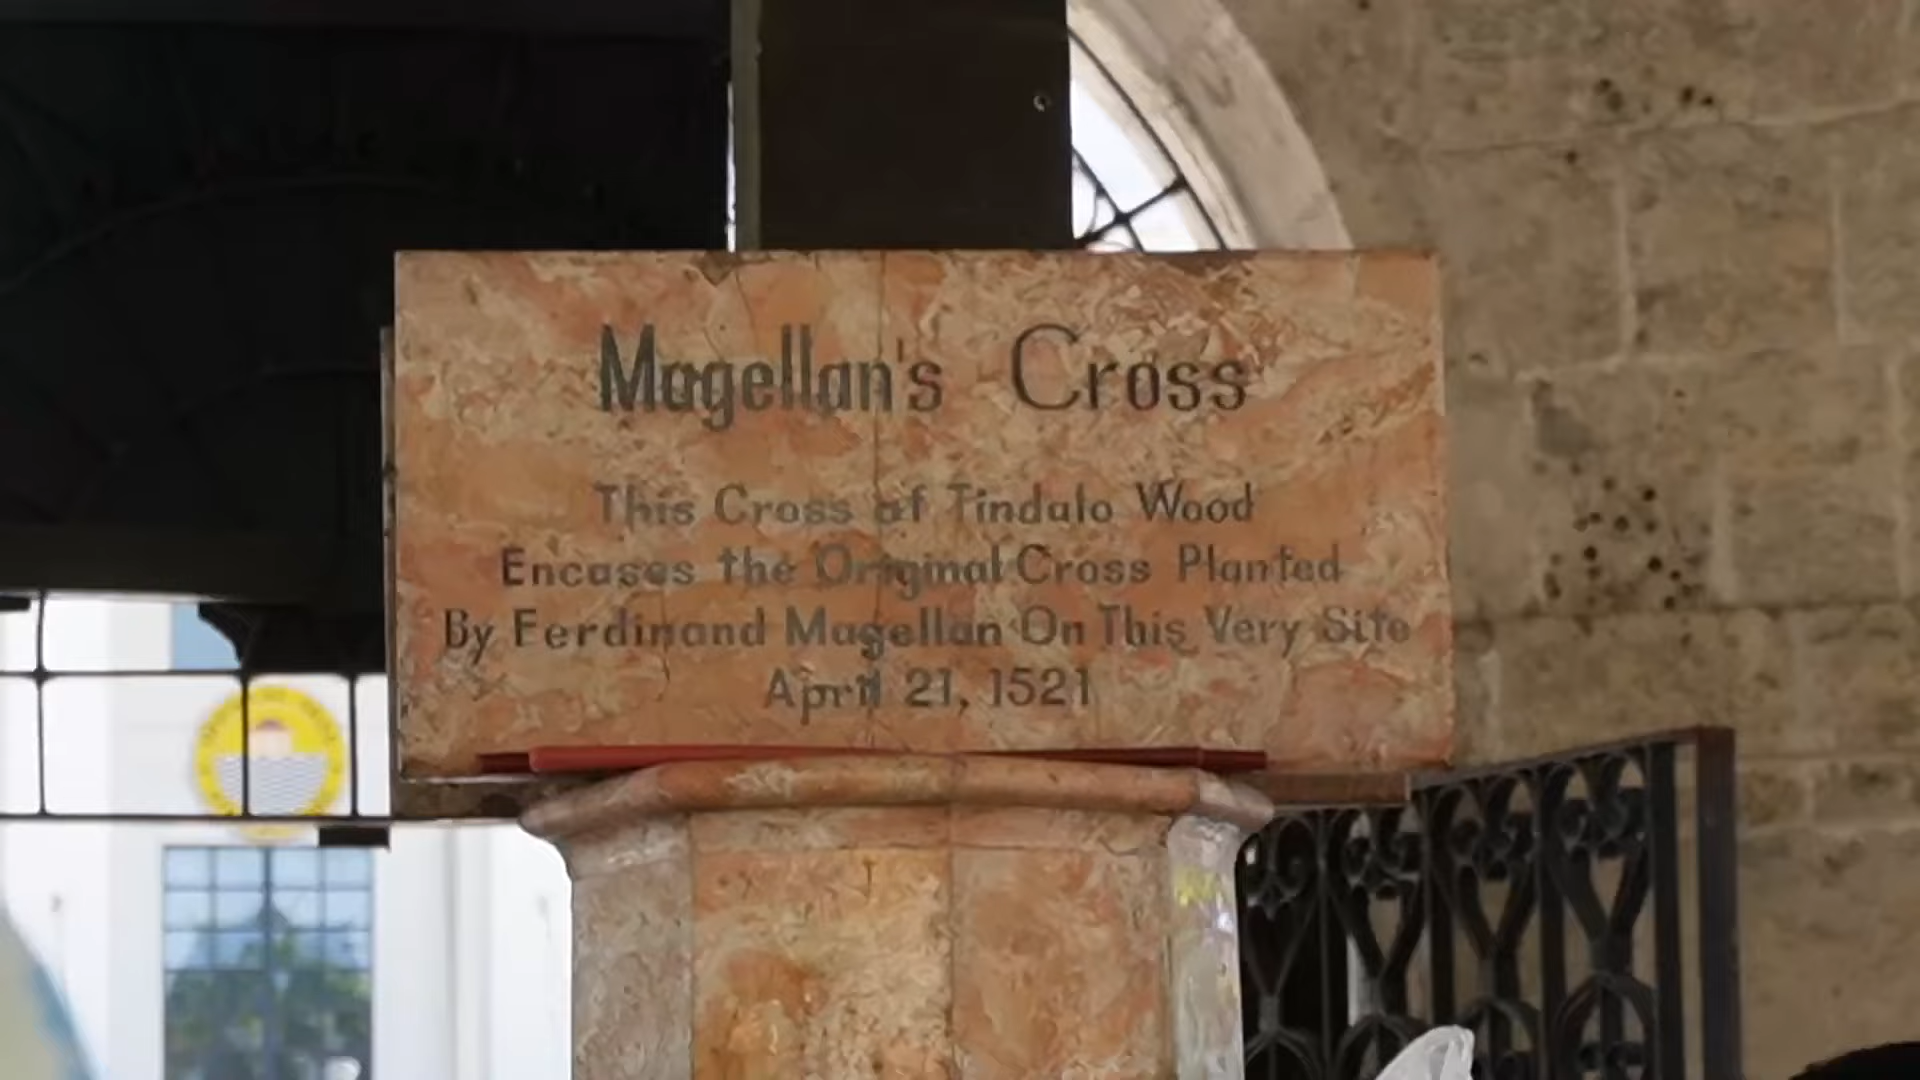 Magellan's Cross
This Cross of Tindalo Wood
Encases the Original Cross Planted
By Ferdinand Magellan On This Very Site
April 21, 1521